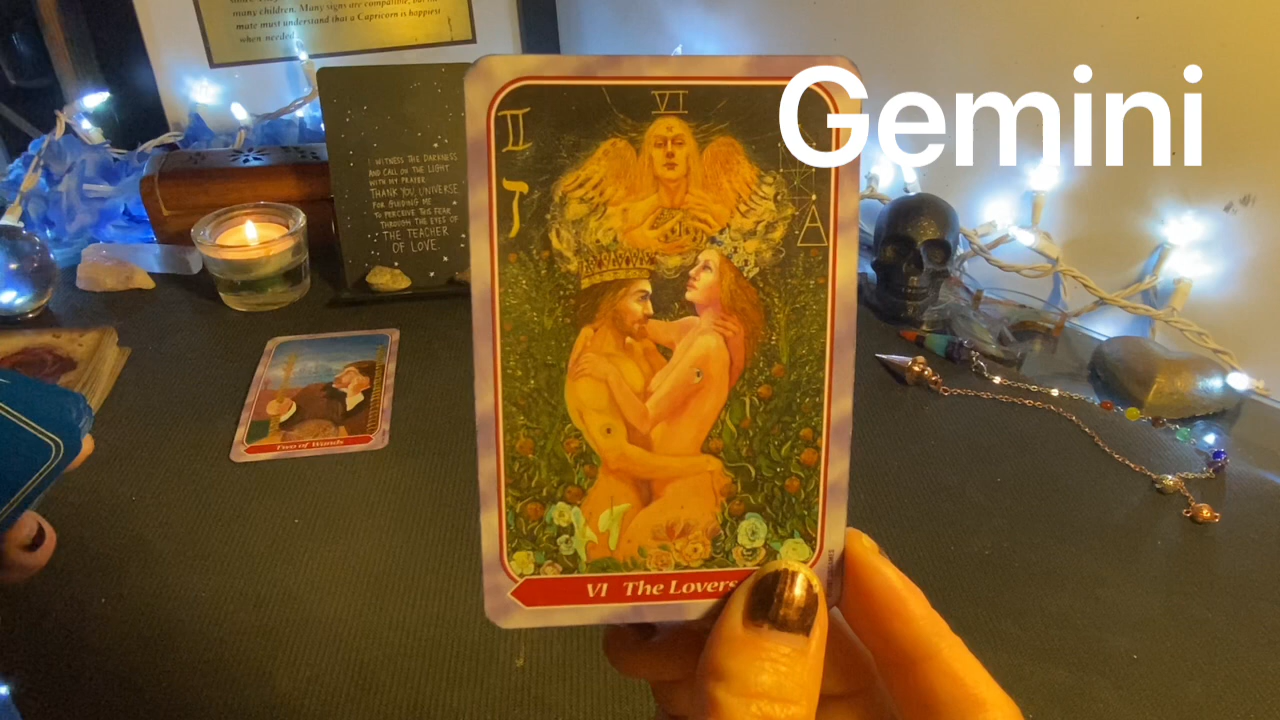 many children. Many signs are compatible, but the
mate must understand that a Capricorn is happiest
when needed.
Gemini
VI
I WITNESS THE DARKNESS
AND CALL ON THE LIGHT
WITH MY PRAYER
THANK YOU, UNIVERSE,
FOR GUIDING ME
TO PERCEIVE THIS FEAR
THROUGH THE EYES OF
THE TEACHER
OF LOVE.
Two of Wands
VI The Lovers